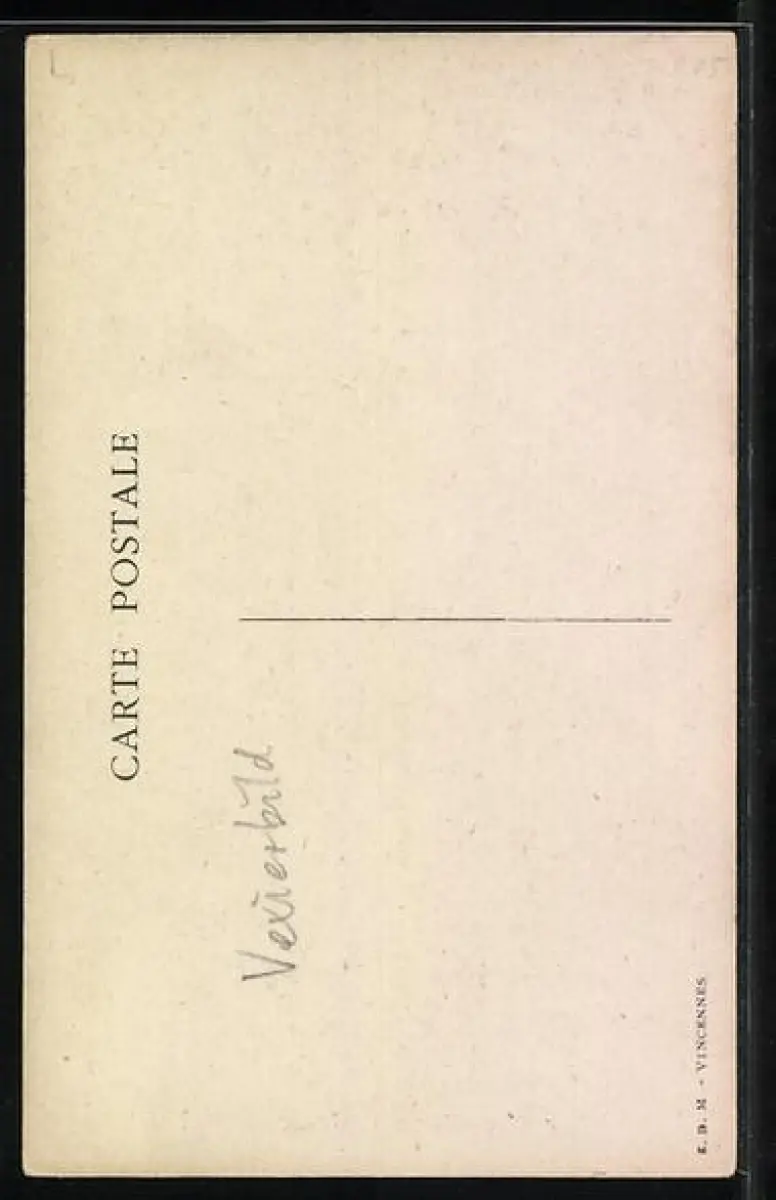 CARTE POSTALE
Vexierbild
E. D. M - VINCENNES